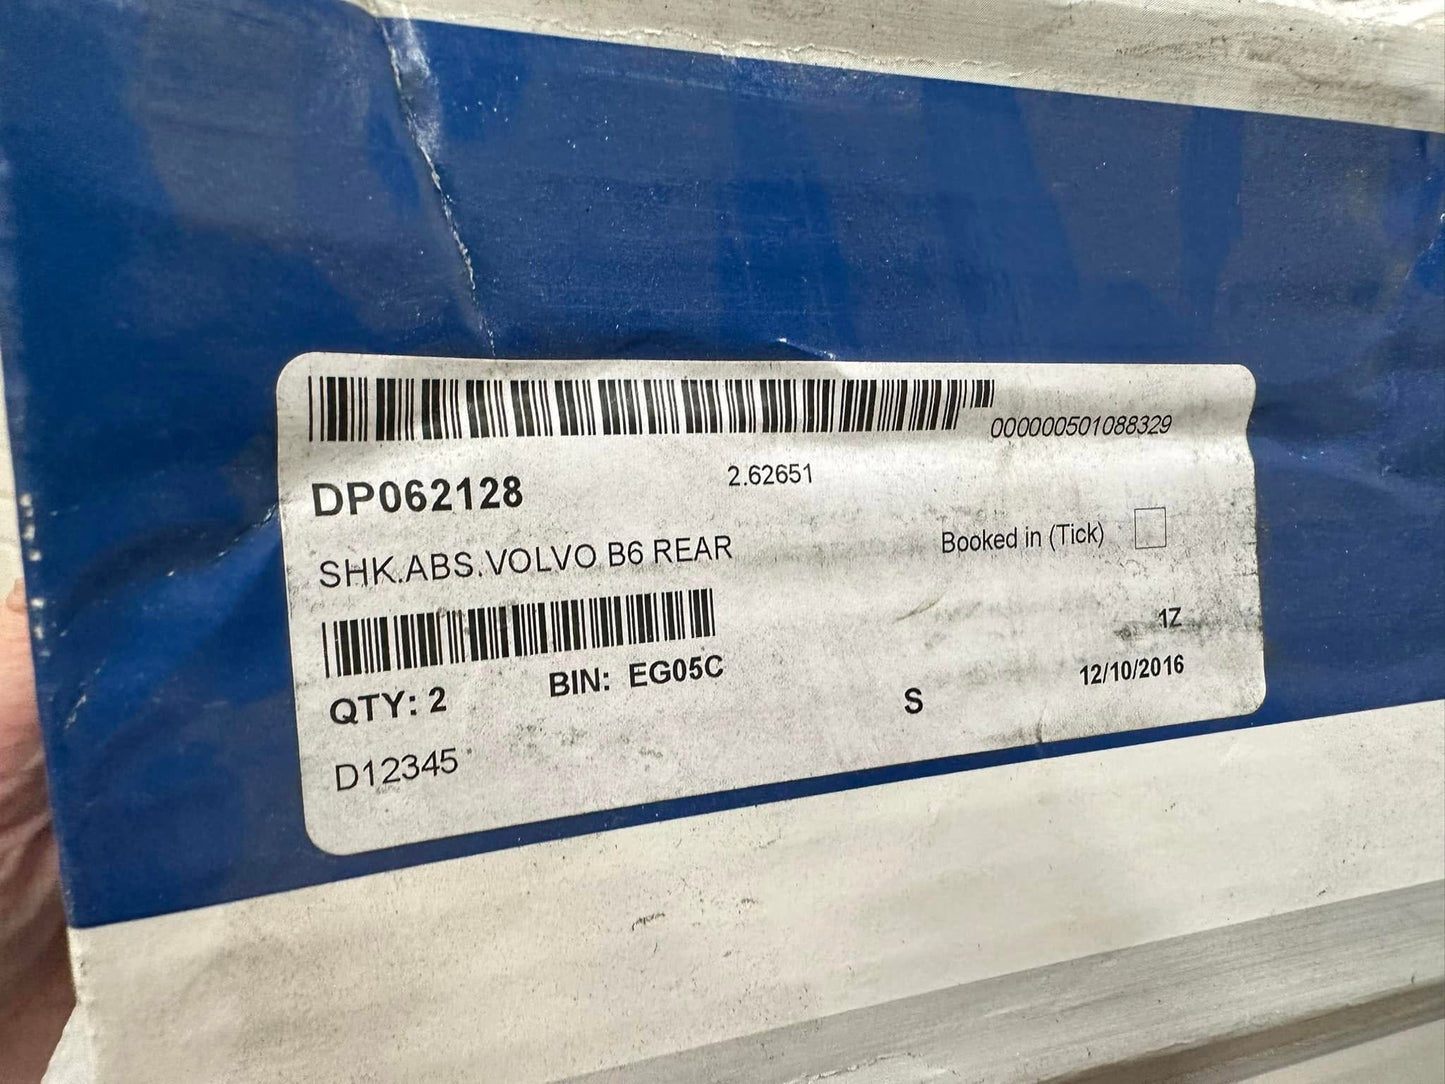 000000501088329
DP062128
2.62651
SHK.ABS.VOLVO B6 REAR
Booked in (Tick)
1Z
QTY: 2
BIN: EG05C
S
12/10/2016
D12345